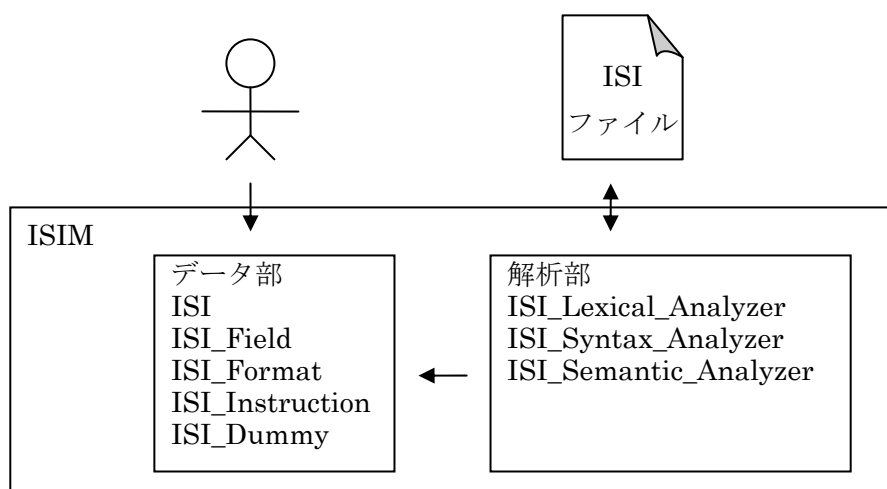 ISI
ファイル
ISIM
データ部
ISI
ISI_Field
ISI_Format
ISI_Instruction
ISI_Dummy
解析部
ISI_Lexical_Analyzer
ISI_Syntax_Analyzer
ISI_Semantic_Analyzer